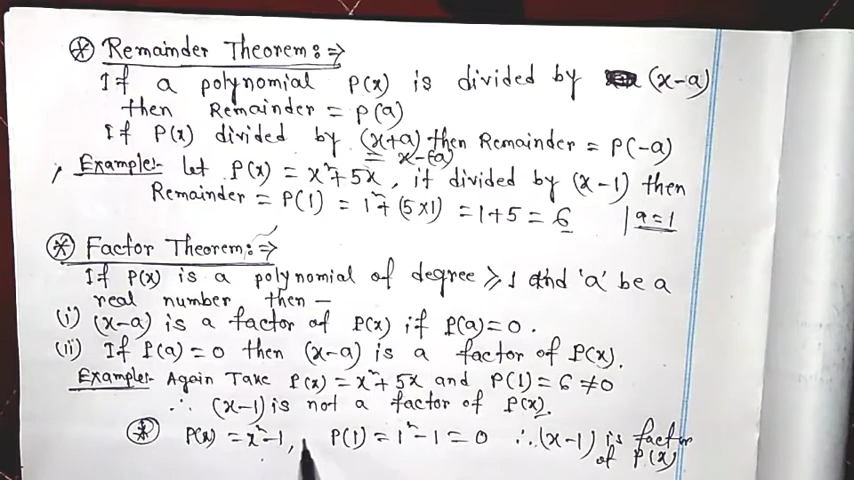 ⊛ Remainder Theorem:⇒
If a polynomial P(x) is divided by (x-a)
then Remainder = P(a)
If P(x) divided by (x+a) then Remainder = P(-a)
= x-(-a)
Example:- let P(x) = x²+5x, if divided by (x-1) then
Remainder = P(1) = 1²+(5×1) = 1+5 = 6 | a=1
⊛ Factor Theorem:⇒
If P(x) is a polynomial of degree ⩾ 1 and 'a' be a
real number then —
(i) (x-a) is a factor of P(x) if P(a)=0.
(ii) If P(a)=0 then (x-a) is a factor of P(x).
Example:- Again Take P(x) = x²+5x and P(1)=6≠0
∴ (x-1) is not a factor of P(x).
⊛ P(x) = x²-1, P(1)=1²-1=0 ∴(x-1) is factor
of P(x)